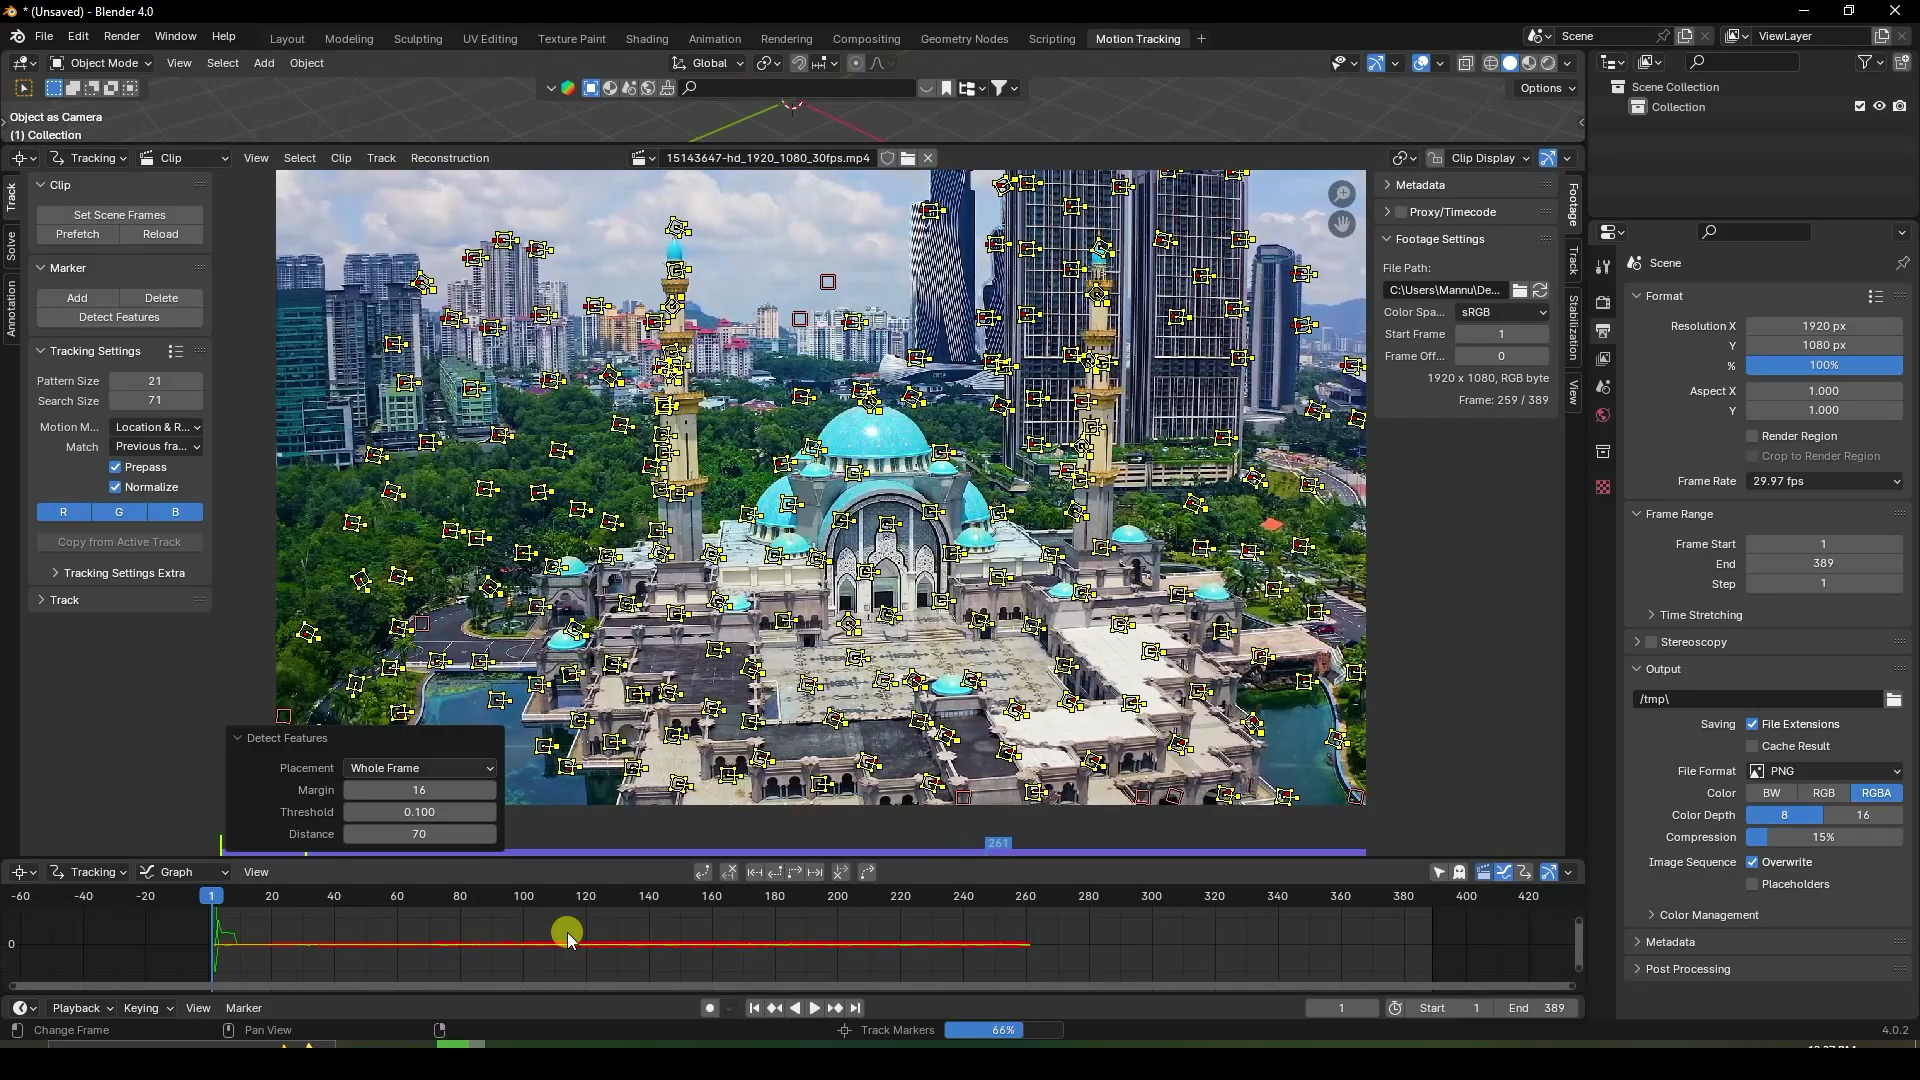 * (Unsaved) - Blender 4.0
File Edit Render Window Help
Layout Modeling Sculpting UV Editing Texture Paint Shading Animation Rendering Compositing Geometry Nodes Scripting Motion Tracking +
Scene ViewLayer
Object Mode View Select Add Object Global
Options
Object as Camera
(1) Collection
Scene Collection
Collection
Tracking Clip View Select Clip Track Reconstruction 15143647-hd_1920_1080_30fps.mp4 Clip Display
Track
Solve
Annotation
Clip
Set Scene Frames
Prefetch Reload
Marker
Add Delete
Detect Features
Tracking Settings
Pattern Size 21
Search Size 71
Motion M... Location & R...
Match Previous fra...
Prepass
Normalize
R G B
Copy from Active Track
Tracking Settings Extra
Track
Detect Features
Placement Whole Frame
Margin 16
Threshold 0.100
Distance 70
261
Metadata
Proxy/Timecode
Footage Settings
File Path:
C:\Users\Mannu\De...
Color Spa... sRGB
Start Frame 1
Frame Off... 0
1920 x 1080, RGB byte
Frame: 259 / 389
Footage
Track
Stabilization
View
Scene
Format
Resolution X 1920 px
Y 1080 px
% 100%
Aspect X 1.000
Y 1.000
Render Region
Crop to Render Region
Frame Rate 29.97 fps
Frame Range
Frame Start 1
End 389
Step 1
Time Stretching
Stereoscopy
Output
/tmp\
Saving File Extensions
Cache Result
File Format PNG
Color BW RGB RGBA
Color Depth 8 16
Compression 15%
Image Sequence Overwrite
Placeholders
Color Management
Metadata
Post Processing
Tracking Graph View
-60 -40 -20 1 20 40 60 80 100 120 140 160 180 200 220 240 260 280 300 320 340 360 380 400 420
0
Playback Keying View Marker 1 Start 1 End 389
Change Frame Pan View Track Markers 66% 4.0.2